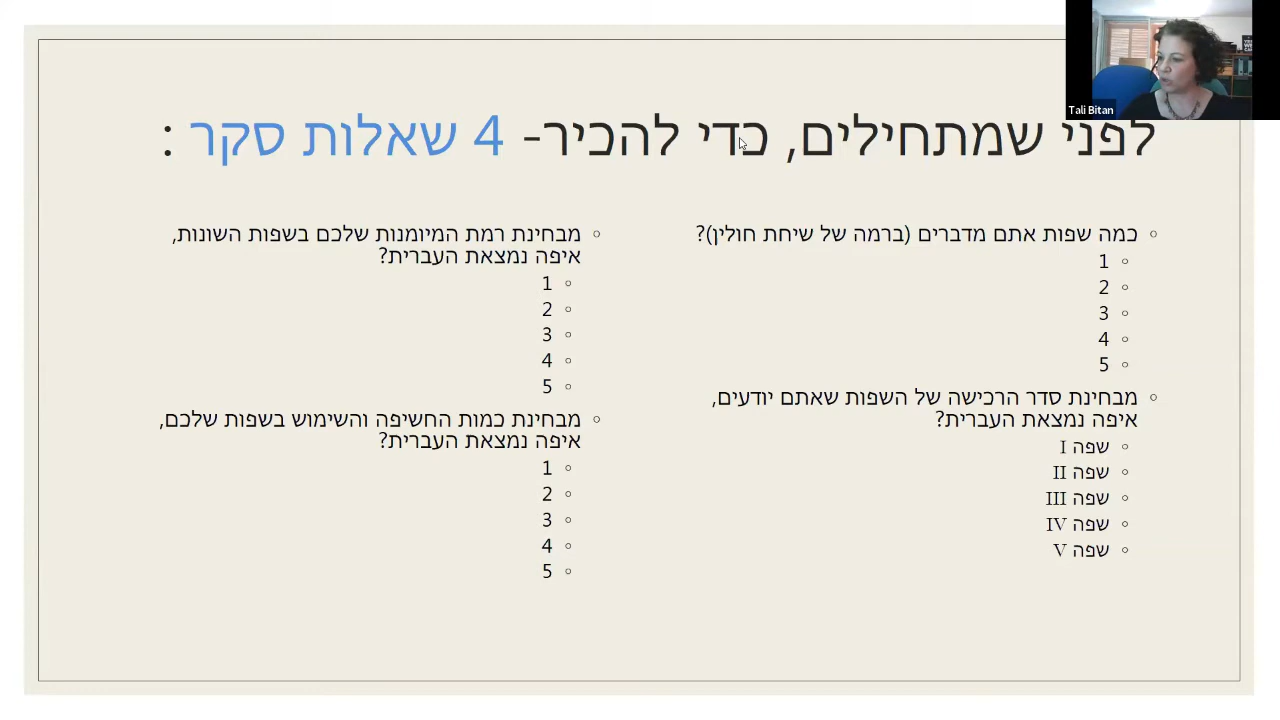 Tali Bitan
לפני שמתחילים, כדי להכיר- 4 שאלות סקר :
כמה שפות אתם מדברים (ברמה של שיחת חולין)?
1
2
3
4
5
מבחינת סדר הרכישה של השפות שאתם יודעים,
איפה נמצאת העברית?
שפה I
שפה II
שפה III
שפה IV
שפה V
מבחינת רמת המיומנות שלכם בשפות השונות,
איפה נמצאת העברית?
1
2
3
4
5
מבחינת כמות החשיפה והשימוש בשפות שלכם,
איפה נמצאת העברית?
1
2
3
4
5